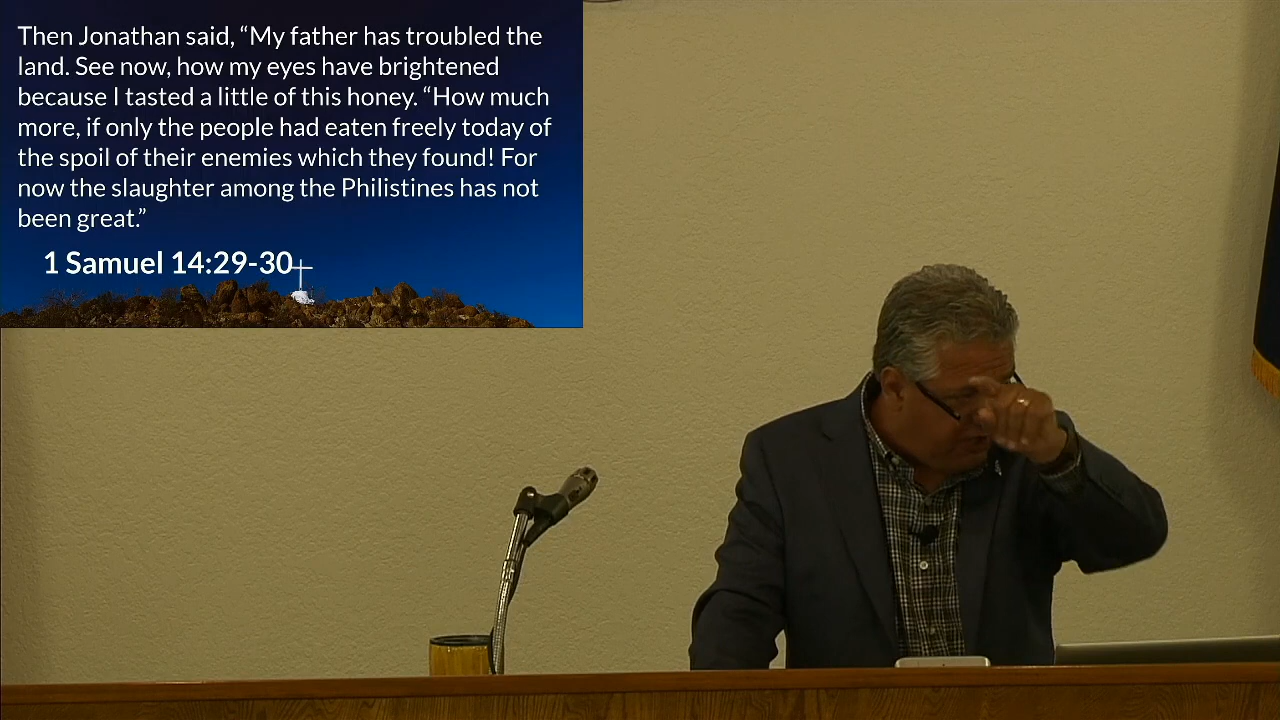 Then Jonathan said, “My father has troubled the
land. See now, how my eyes have brightened
because I tasted a little of this honey. “How much
more, if only the people had eaten freely today of
the spoil of their enemies which they found! For
now the slaughter among the Philistines has not
been great.”
1 Samuel 14:29-30